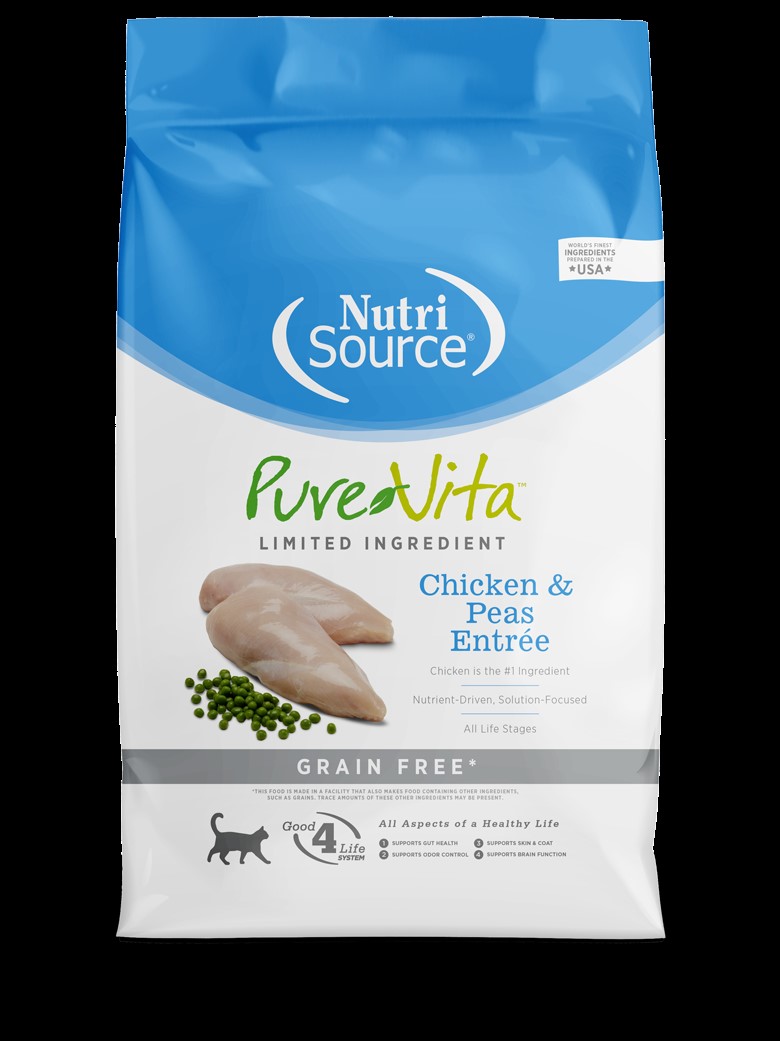 WORLD'S FINEST
INGREDIENTS
PREPARED IN THE
★USA★
Nutri
Source®
PureVita™
LIMITED INGREDIENT
Chicken &
Peas
Entrée
Chicken is the #1 Ingredient
Nutrient-Driven, Solution-Focused
All Life Stages
GRAIN FREE*
*THIS FOOD IS MADE IN A FACILITY THAT ALSO MAKES FOOD CONTAINING OTHER INGREDIENTS,
SUCH AS GRAINS. TRACE AMOUNTS OF THESE OTHER INGREDIENTS MAY BE PRESENT.
Good 4 Life
SYSTEM
All Aspects of a Healthy Life
1 SUPPORTS GUT HEALTH
2 SUPPORTS ODOR CONTROL
3 SUPPORTS SKIN & COAT
4 SUPPORTS BRAIN FUNCTION